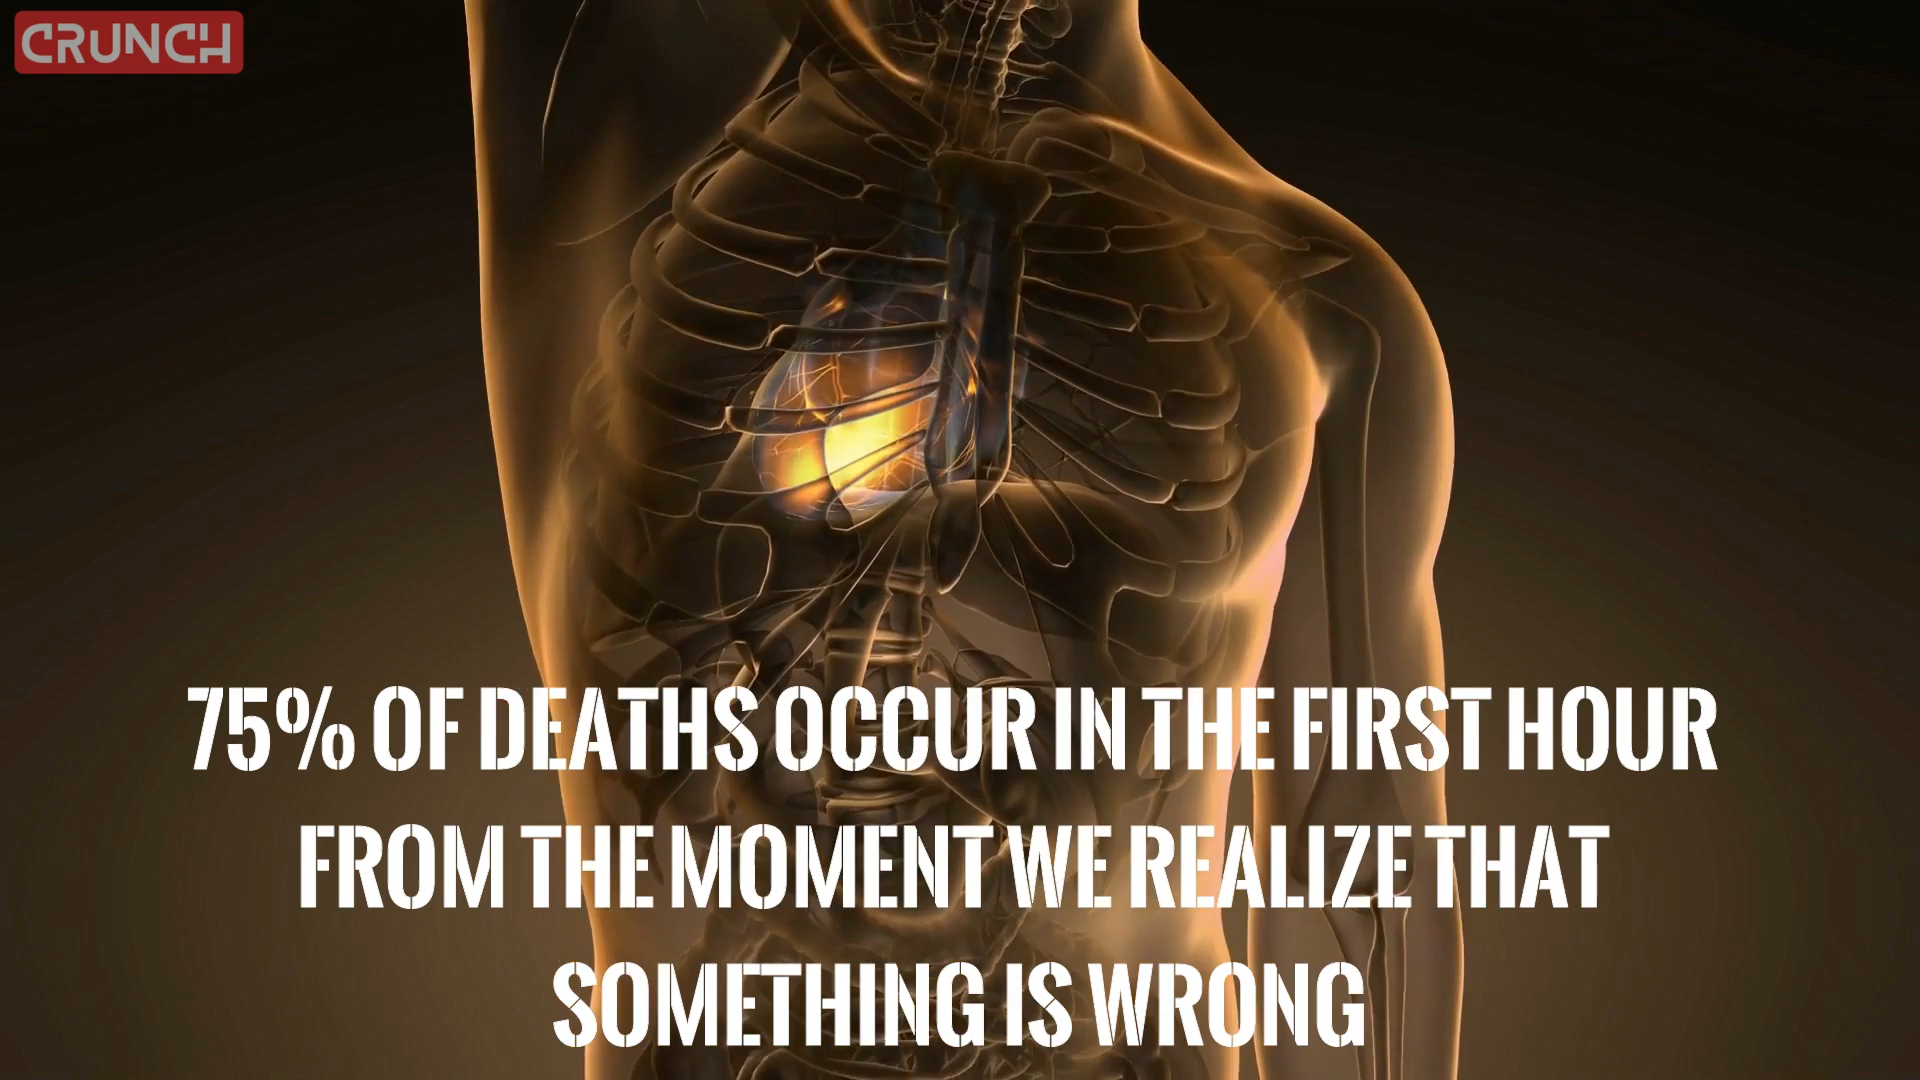 CRUNCH
75% OF DEATHS OCCUR IN THE FIRST HOUR
FROM THE MOMENT WE REALIZE THAT
SOMETHING IS WRONG